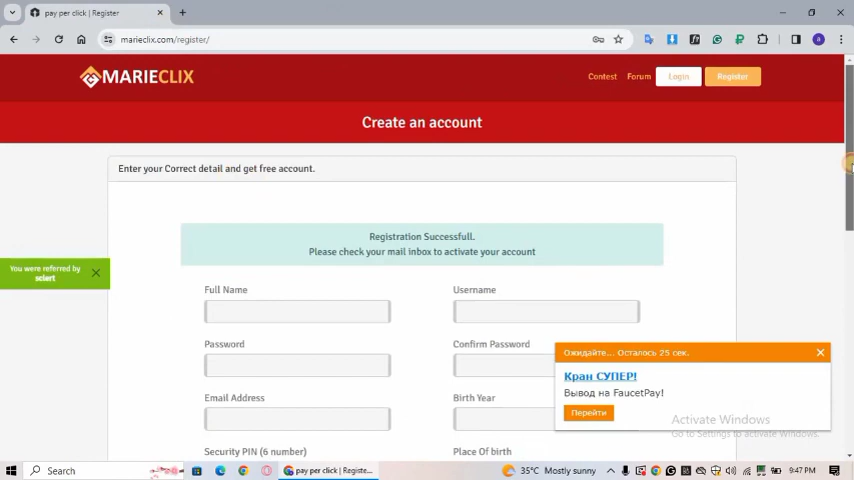 pay per click | Register
marieclix.com/register/
MARIECLIX
Contest
Forum
Login
Register
Create an account
Enter your Correct detail and get free account.
Registration Successfull.
Please check your mail inbox to activate your account
You were referred by
sclert
Full Name
Username
Password
Confirm Password
Ожидайте... Осталось 25 сек.
Кран СУПЕР!
Вывод на FaucetPay!
Перейти
Email Address
Birth Year
Activate Windows
Go to Settings to activate Windows.
Security PIN (6 number)
Place Of birth
Search
pay per click | Registe...
35°C Mostly sunny
9:47 PM